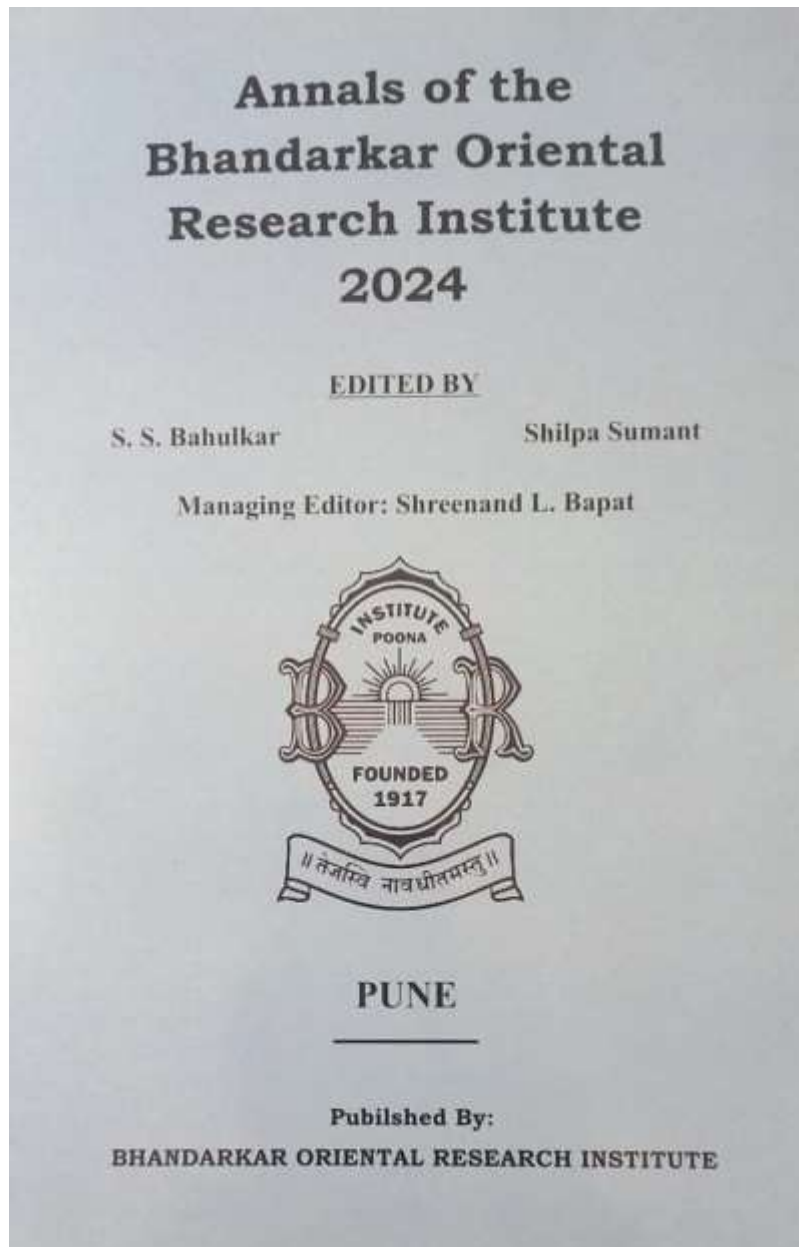 Annals of the
Bhandarkar Oriental
Research Institute
2024
EDITED BY
S. S. Bahulkar Shilpa Sumant
Managing Editor: Shreenand L. Bapat
INSTITUTE
POONA
B R
FOUNDED
1917
॥ तेजस्वि नावधीतमस्तु ॥
PUNE
Pubilshed By:
BHANDARKAR ORIENTAL RESEARCH INSTITUTE